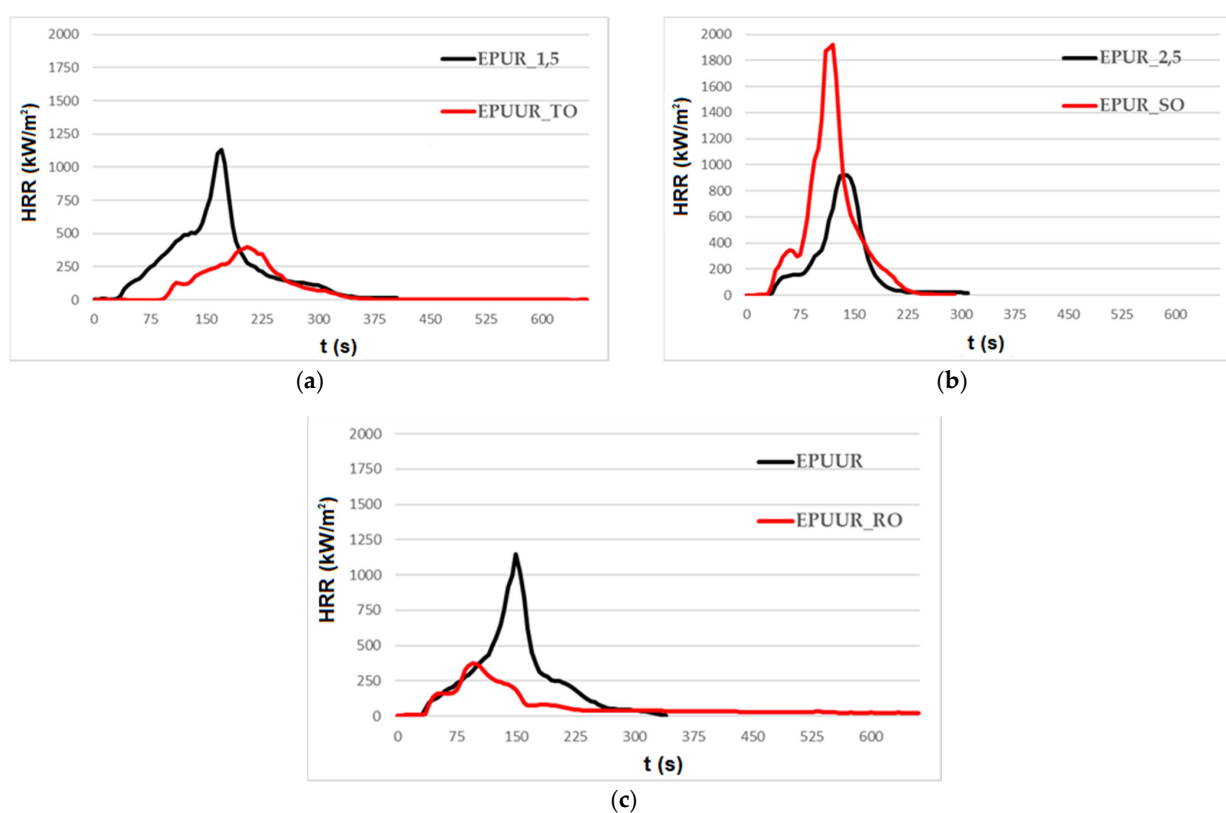 2000
1750
1500
1250
1000
750
500
250
0
HRR (kW/m²)
EPUR_1,5
EPUUR_TO
0 75 150 225 300 375 450 525 600
t (s)
(a)
2000
1800
1600
1400
1200
1000
800
600
400
200
0
HRR (kW/m²)
EPUR_2,5
EPUR_SO
0 75 150 225 300 375 450 525 600
t (s)
(b)
2000
1750
1500
1250
1000
750
500
250
0
HRR (kW/m²)
EPUUR
EPUUR_RO
0 75 150 225 300 375 450 525 600
t (s)
(c)